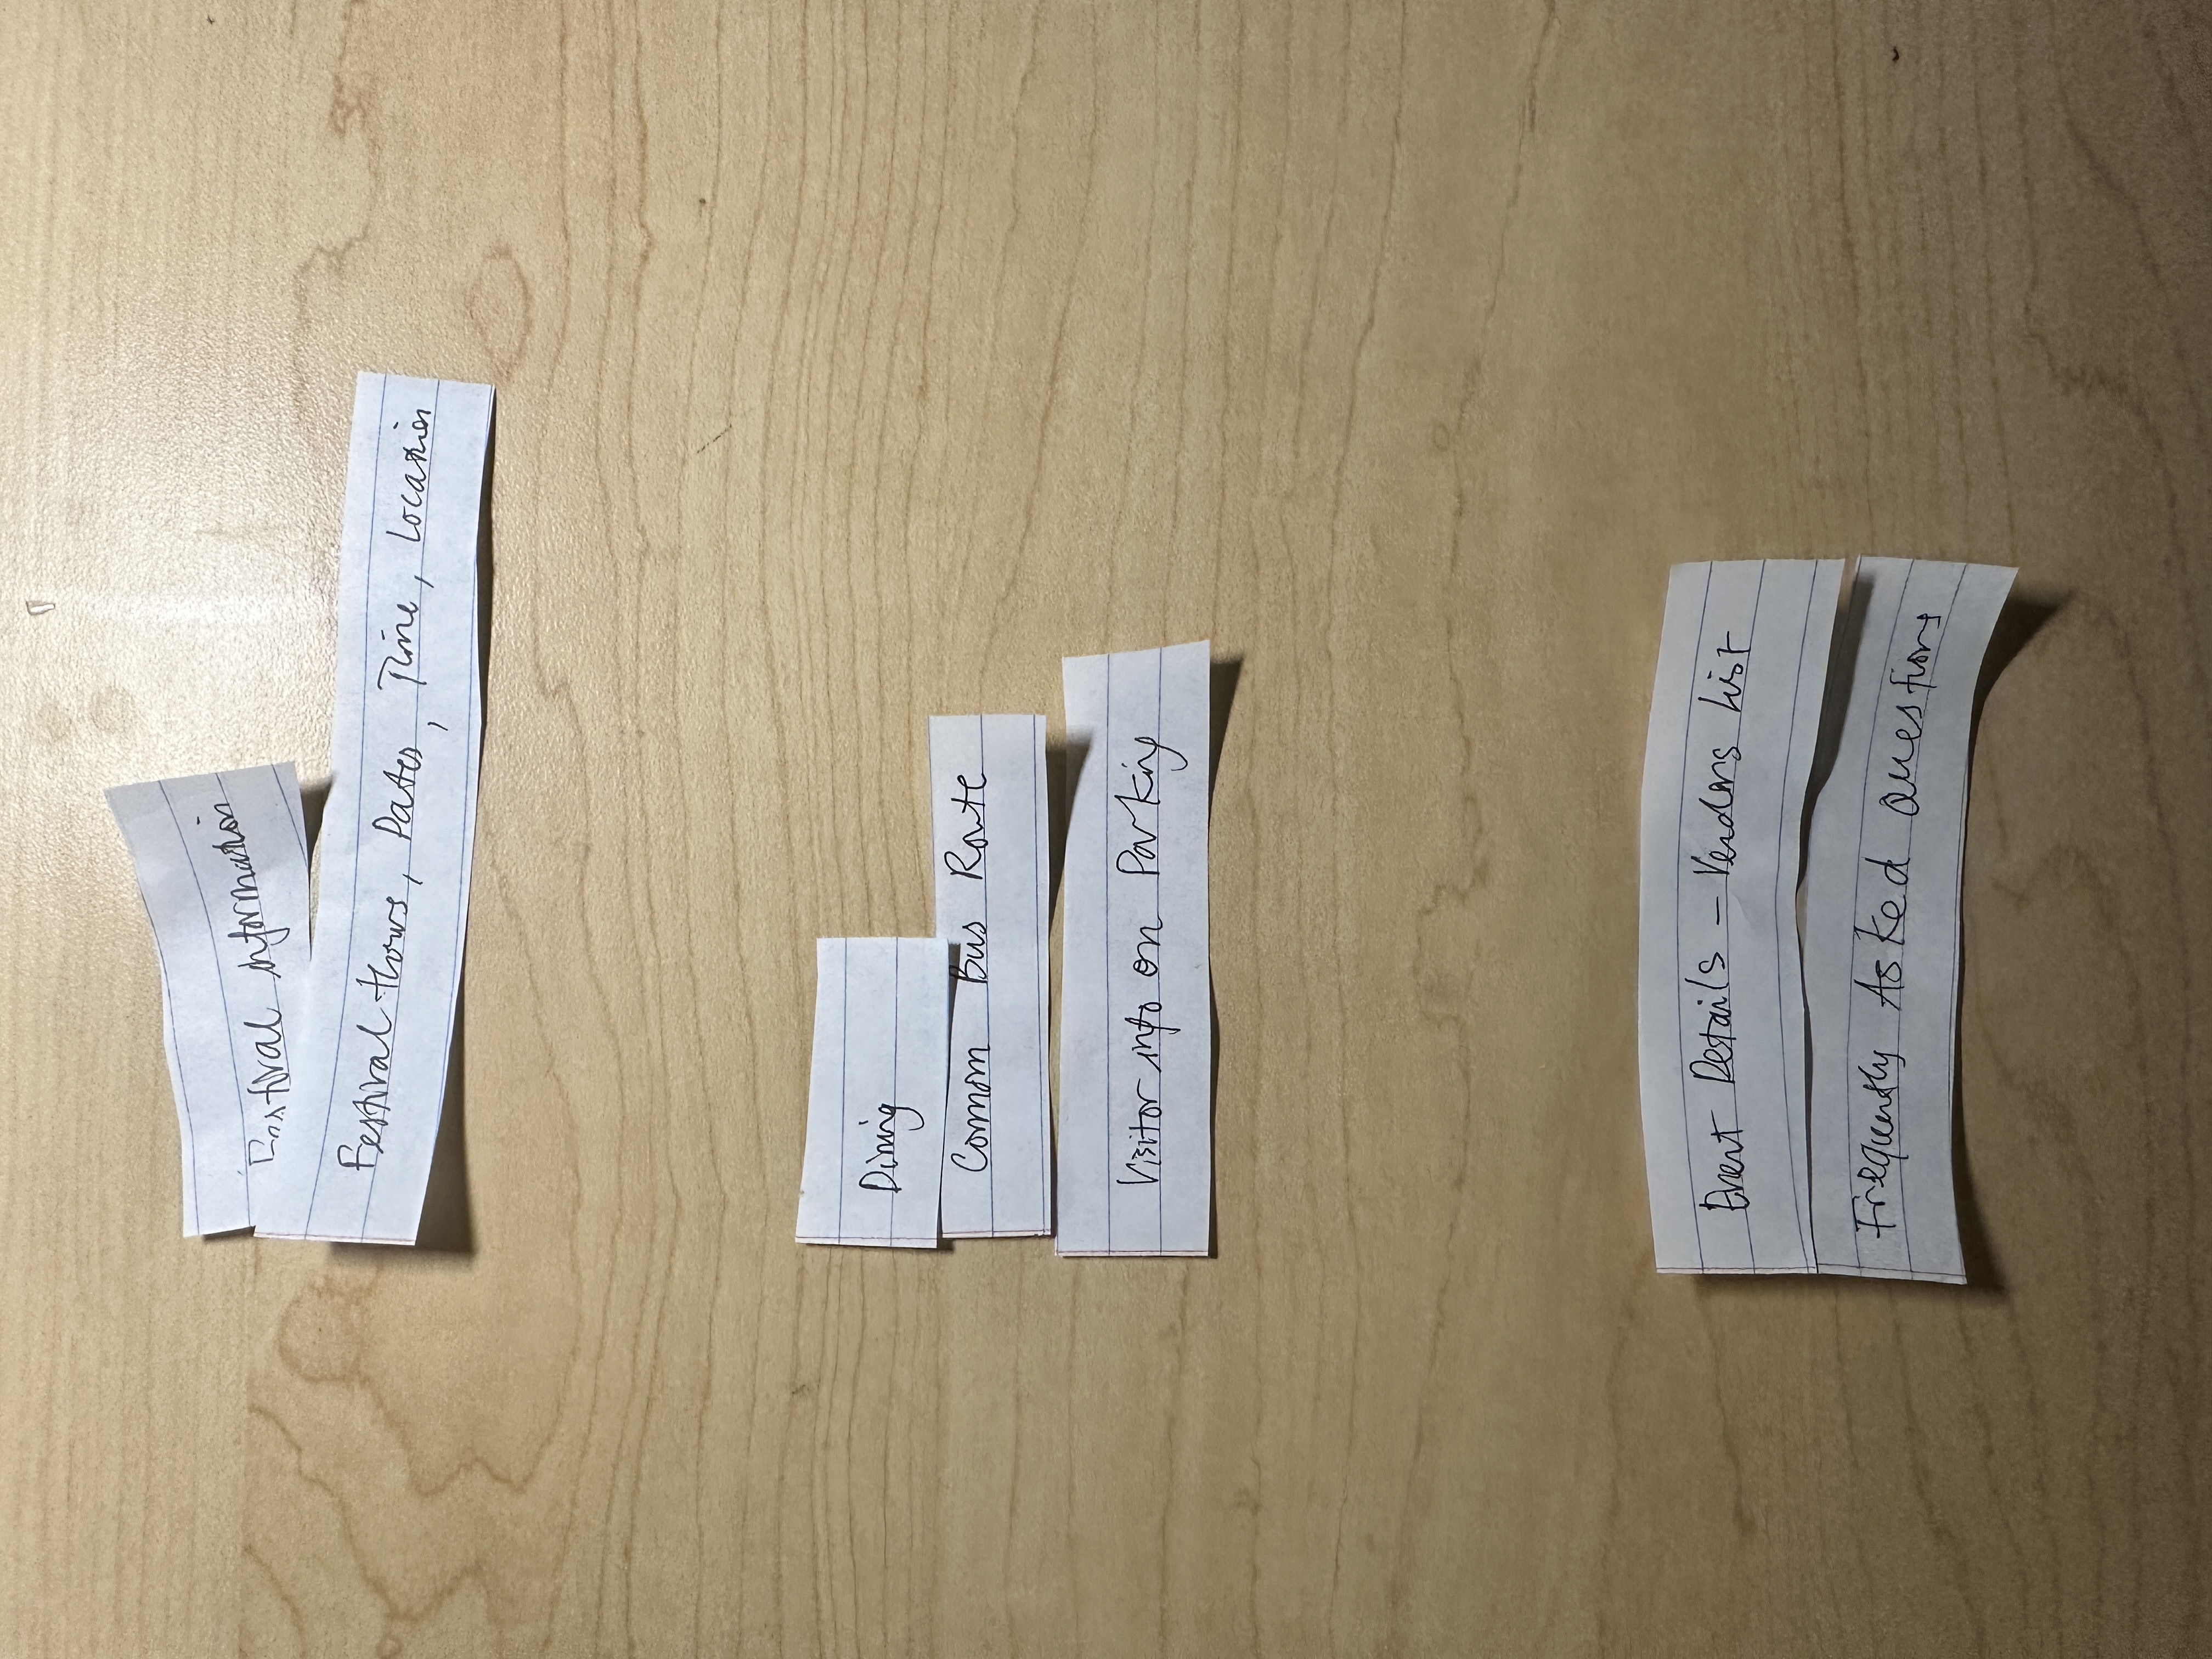 Festival information
Festival Hours, Dates, Time, Location
Dining
Common Bus Route
Visitor info on Parking
Event Details - Vendors List
Frequently Asked Questions